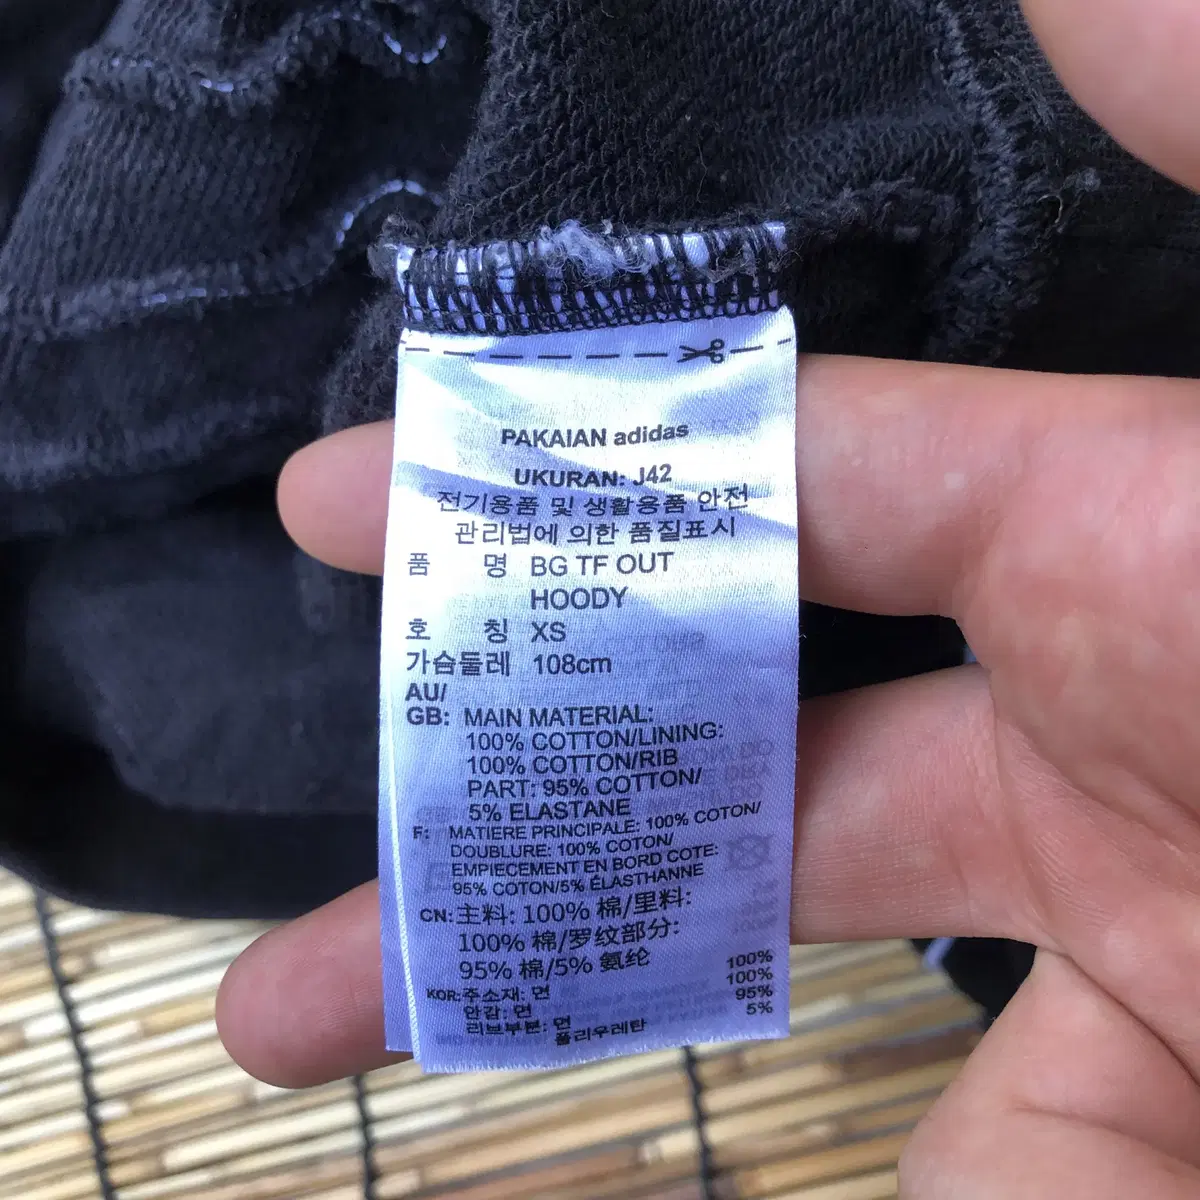 PAKAIAN adidas
UKURAN: J42
전기용품 및 생활용품 안전
관리법에 의한 품질표시
품 명 BG TF OUT
HOODY
호 칭 XS
가슴둘레 108cm
AU/
GB: MAIN MATERIAL:
100% COTTON/LINING:
100% COTTON/RIB
PART: 95% COTTON/
5% ELASTANE
F: MATIERE PRINCIPALE: 100% COTON/
DOUBLURE: 100% COTON/
EMPIECEMENT EN BORD COTE:
95% COTON/5% ÉLASTHANNE
CN: 主料: 100% 棉/里料:
100% 棉/罗纹部分:
95% 棉/5% 氨纶
KOR: 주소재: 면 100%
안감: 면 100%
리브부분: 면 95%
폴리우레탄 5%